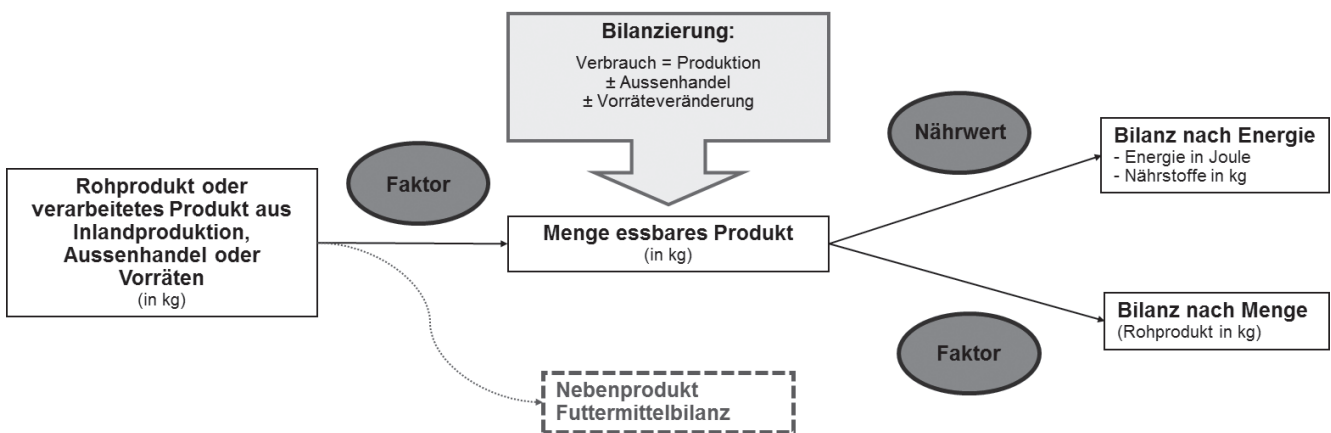 Bilanzierung:
Verbrauch = Produktion
± Aussenhandel
± Vorräteveränderung
Rohprodukt oder
verarbeitetes Produkt aus
Inlandproduktion,
Aussenhandel oder
Vorräten
(in kg)
Faktor
Menge essbares Produkt
(in kg)
Nährwert
Bilanz nach Energie
- Energie in Joule
- Nährstoffe in kg
Faktor
Bilanz nach Menge
(Rohprodukt in kg)
Nebenprodukt
Futtermittelbilanz